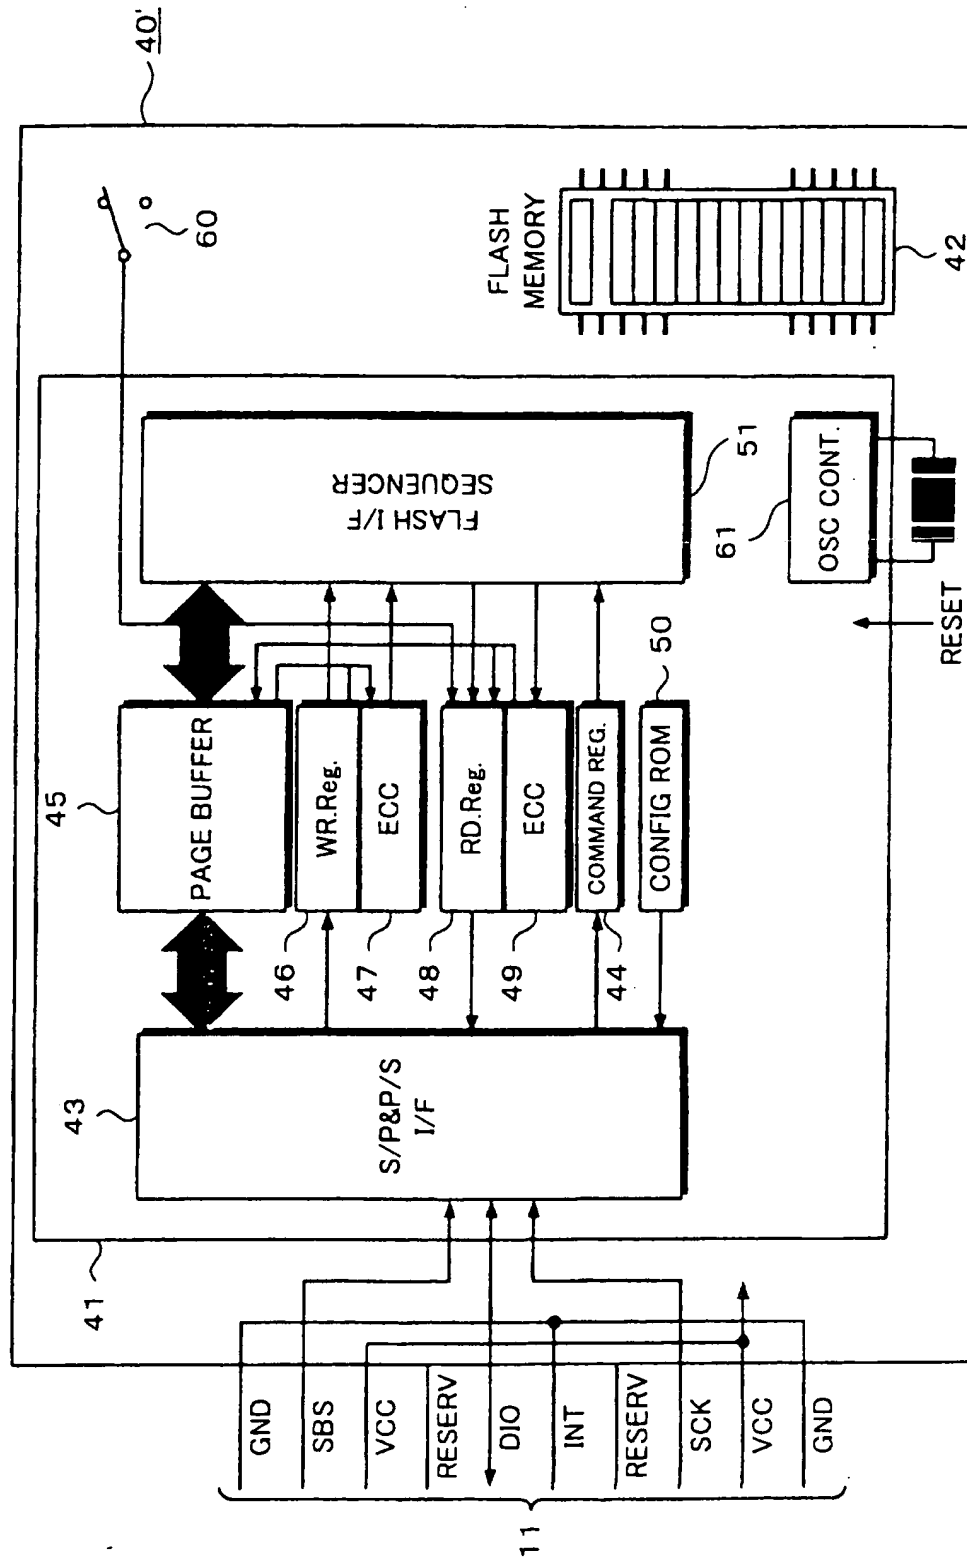 40'
60
FLASH
MEMORY
42
FLASH I/F
SEQUENCER
51
OSC CONT.
61
RESET
45
PAGE BUFFER
WR.Reg.
46
ECC
47
RD.Reg.
48
ECC
49
COMMAND REG.
44
CONFIG ROM
50
43
S/P&P/S
I/F
41
GND
SBS
VCC
RESERV
DIO
INT
RESERV
SCK
VCC
GND
11